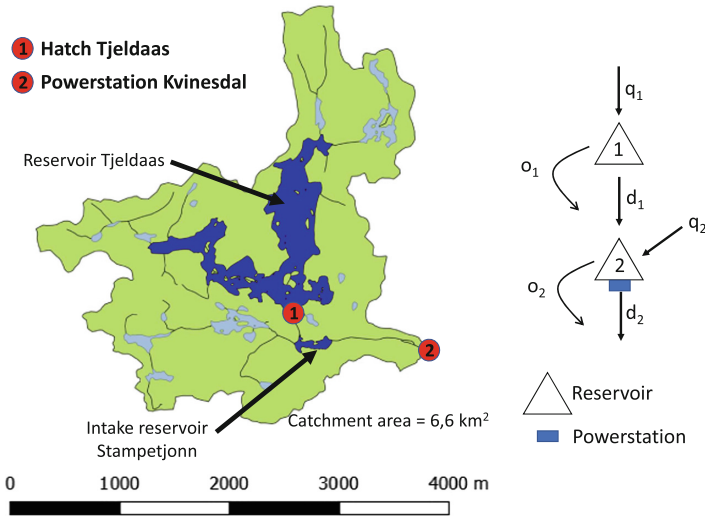 1 Hatch Tjeldaas
2 Powerstation Kvinesdal
Reservoir Tjeldaas
1
2
Intake reservoir
Stampetjonn
Catchment area = 6,6 km²
0 1000 2000 3000 4000 m
q₁
1
o₁
d₁
q₂
2
o₂
d₂
Reservoir
Powerstation